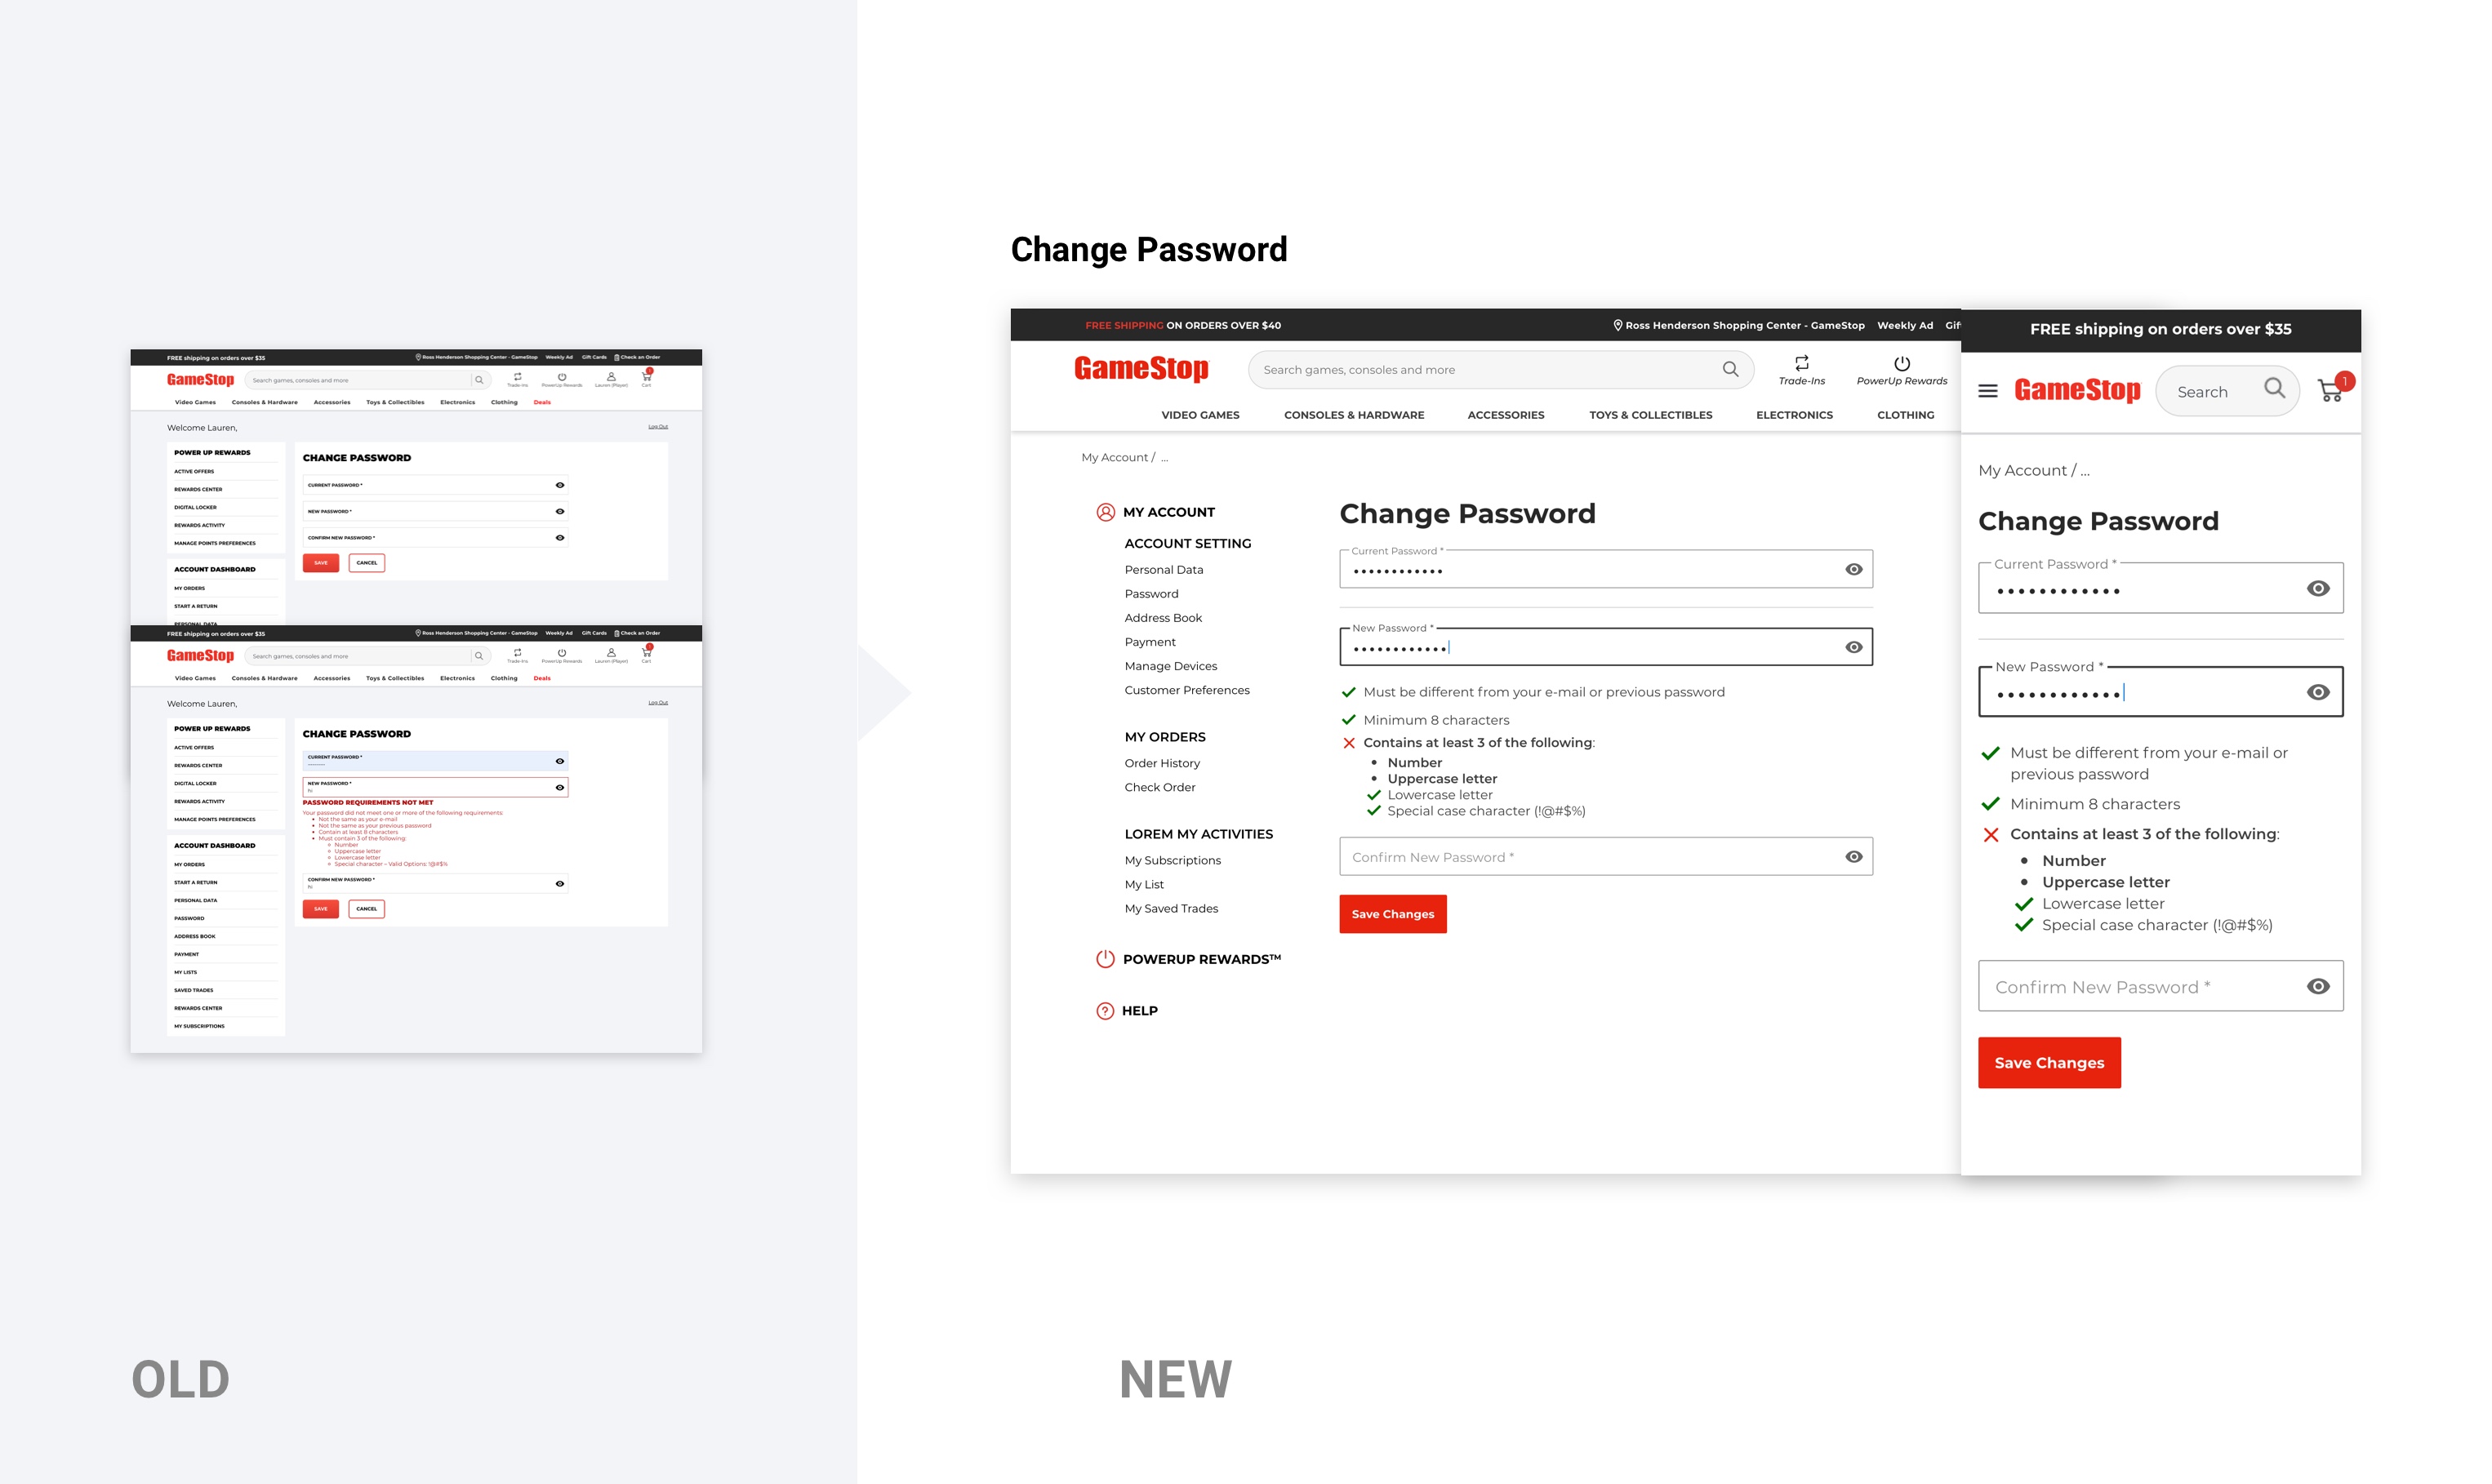 FREE shipping on orders over $35
Ross Henderson Shopping Center - GameStop Weekly Ad Gift Cards Check an Order
GameStop
Search games, consoles and more
Trade-Ins PowerUp Rewards Lauren (Player) Cart
1
Video Games Consoles & Hardware Accessories Toys & Collectibles Electronics Clothing Deals
Welcome Lauren,
Log Out
POWER UP REWARDS
ACTIVE OFFERS
REWARDS CENTER
DIGITAL LOCKER
REWARDS ACTIVITY
MANAGE POINTS PREFERENCES
ACCOUNT DASHBOARD
MY ORDERS
START A RETURN
PERSONAL DATA
CHANGE PASSWORD
CURRENT PASSWORD *
NEW PASSWORD *
CONFIRM NEW PASSWORD *
SAVE CANCEL
FREE shipping on orders over $35
Ross Henderson Shopping Center - GameStop Weekly Ad Gift Cards Check an Order
GameStop
Search games, consoles and more
Trade-Ins PowerUp Rewards Lauren (Player) Cart
1
Video Games Consoles & Hardware Accessories Toys & Collectibles Electronics Clothing Deals
Welcome Lauren,
Log Out
POWER UP REWARDS
ACTIVE OFFERS
REWARDS CENTER
DIGITAL LOCKER
REWARDS ACTIVITY
MANAGE POINTS PREFERENCES
ACCOUNT DASHBOARD
MY ORDERS
START A RETURN
PERSONAL DATA
PASSWORD
ADDRESS BOOK
PAYMENT
MY LISTS
SAVED TRADES
REWARDS CENTER
MY SUBSCRIPTIONS
CHANGE PASSWORD
CURRENT PASSWORD *
NEW PASSWORD *
hi
PASSWORD REQUIREMENTS NOT MET
Your password did not meet one or more of the following requirements:
• Not the same as your e-mail
• Not the same as your previous password
• Contain at least 8 characters
• Must contain 3 of the following:
Number
Uppercase letter
Lowercase letter
Special character – Valid Options: !@#$%
CONFIRM NEW PASSWORD *
hi
SAVE CANCEL
OLD
Change Password
FREE SHIPPING ON ORDERS OVER $40
Ross Henderson Shopping Center - GameStop Weekly Ad Gif
GameStop
Search games, consoles and more
Trade-Ins PowerUp Rewards
VIDEO GAMES CONSOLES & HARDWARE ACCESSORIES TOYS & COLLECTIBLES ELECTRONICS CLOTHING
My Account / ...
MY ACCOUNT
ACCOUNT SETTING
Personal Data
Password
Address Book
Payment
Manage Devices
Customer Preferences
MY ORDERS
Order History
Check Order
LOREM MY ACTIVITIES
My Subscriptions
My List
My Saved Trades
POWERUP REWARDS™
HELP
Change Password
Current Password *
••••••••••••
New Password *
••••••••••••
Must be different from your e-mail or previous password
Minimum 8 characters
Contains at least 3 of the following:
• Number
• Uppercase letter
Lowercase letter
Special case character (!@#$%)
Confirm New Password *
Save Changes
FREE shipping on orders over $35
GameStop
Search
1
My Account / ...
Change Password
Current Password *
••••••••••••
New Password *
••••••••••••
Must be different from your e-mail or
previous password
Minimum 8 characters
Contains at least 3 of the following:
• Number
• Uppercase letter
Lowercase letter
Special case character (!@#$%)
Confirm New Password *
Save Changes
NEW